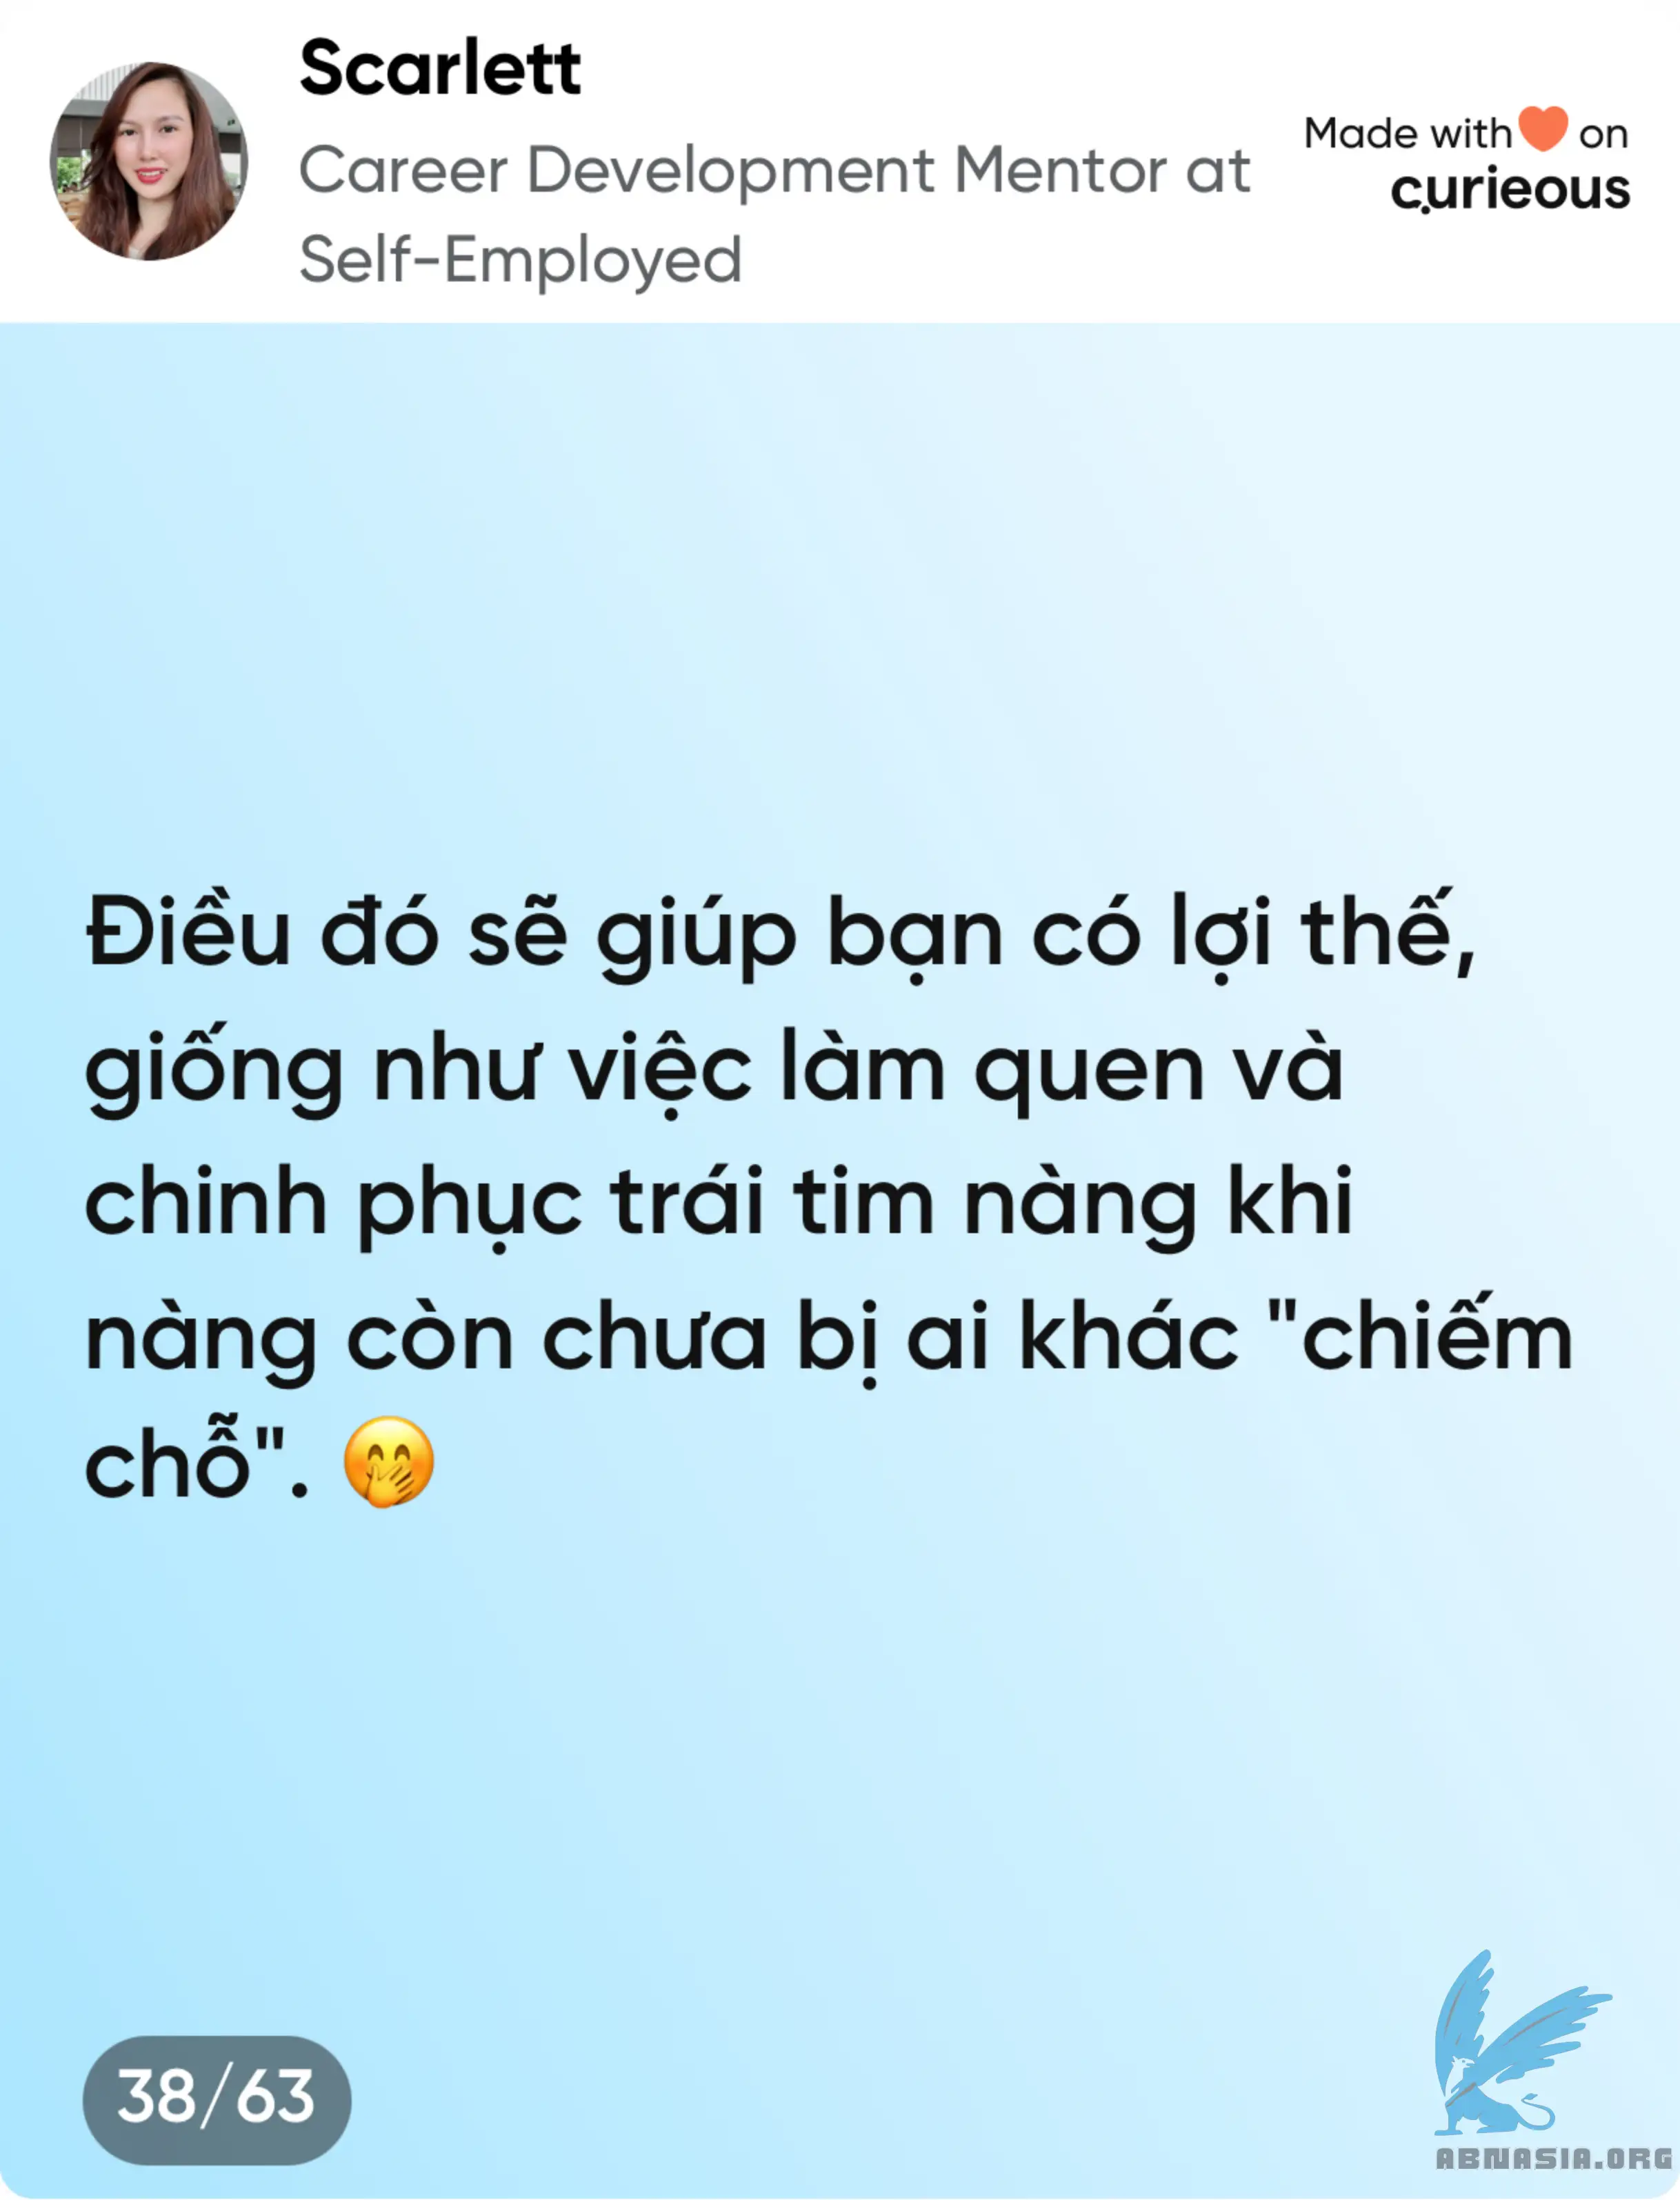 Scarlett
Career Development Mentor at
Self-Employed
Made with🧡 on
curieous
Điều đó sẽ giúp bạn có lợi thế,
giống như việc làm quen và
chinh phục trái tim nàng khi
nàng còn chưa bị ai khác "chiếm
chỗ". 🤭
38/63
ABNASIA.ORG